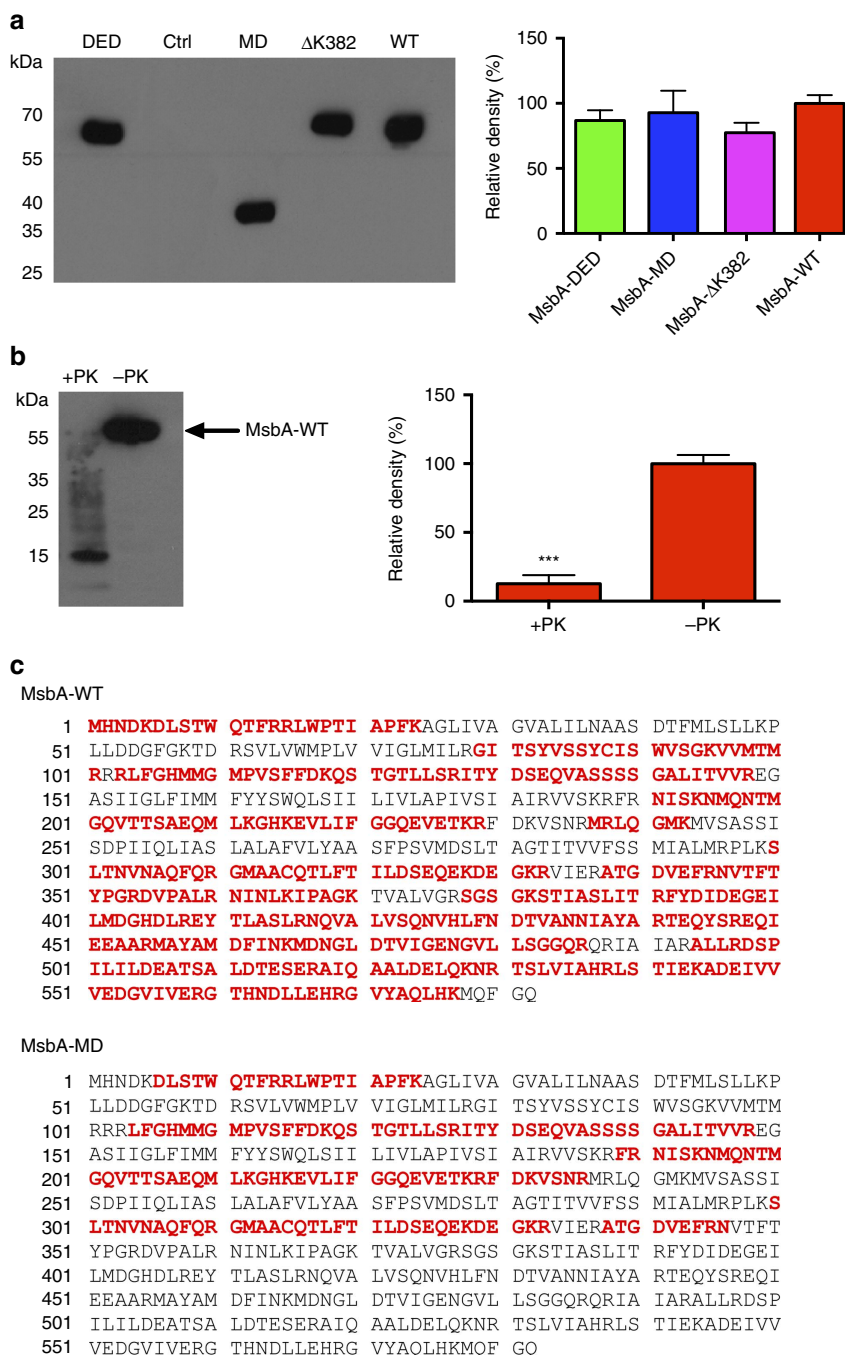 a
DED Ctrl MD ΔK382 WT
kDa
70
55
40
35
25
Relative density (%)
150
100
50
0
MsbA-DED
MsbA-MD
MsbA-ΔK382
MsbA-WT
b
+PK –PK
kDa
55
35
25
15
MsbA-WT
Relative density (%)
150
100
50
0
***
+PK
–PK
c
MsbA-WT
1 MHNDKDLSTW QTFRRLWPTI APFKAGLIVA GVALILNAAS DTFMLSLLKP
51 LLDDGFGKTD RSVLVWMPLV VIGLMILRGI TSYVSSYCIS WVSGKVVMTM
101 RRRLFGHMMG MPVSFFDKQS TGTLLSRITY DSEQVASSSS GALITVVREG
151 ASIIGLFIMM FYYSWQLSII LIVLAPIVSI AIRVVSKRFR NISKNMQNTM
201 GQVTTSAEQM LKGHKEVLIF GGQEVETKRF DKVSNRMRLQ GMKMVSASSI
251 SDPIIQLIAS LALAFVLYAA SFPSVMDSLT AGTITVVFSS MIALMRPLKS
301 LTNVNAQFQR GMAACQTLFT ILDSEQEKDE GKRVIERATG DVEFRNVTFT
351 YPGRDVPALR NINLKIPAGK TVALVGRSGS GKSTIASLIT RFYDIDEGEI
401 LMDGHDLREY TLASLRNQVA LVSQNVHLFN DTVANNIAYA RTEQYSREQI
451 EEAARMAYAM DFINKMDNGL DTVIGENGVL LSGGQRQRIA IARALLRDSP
501 ILILDEATSA LDTESERAIQ AALDELQKNR TSLVIAHRLS TIEKADEIVV
551 VEDGVIVERG THNDLLEHRG VYAQLHKMQF GQ
MsbA-MD
1 MHNDKDLSTW QTFRRLWPTI APFKAGLIVA GVALILNAAS DTFMLSLLKP
51 LLDDGFGKTD RSVLVWMPLV VIGLMILRGI TSYVSSYCIS WVSGKVVMTM
101 RRRLFGHMMG MPVSFFDKQS TGTLLSRITY DSEQVASSSS GALITVVREG
151 ASIIGLFIMM FYYSWQLSII LIVLAPIVSI AIRVVSKRFR NISKNMQNTM
201 GQVTTSAEQM LKGHKEVLIF GGQEVETKRF DKVSNRMRLQ GMKMVSASSI
251 SDPIIQLIAS LALAFVLYAA SFPSVMDSLT AGTITVVFSS MIALMRPLKS
301 LTNVNAQFQR GMAACQTLFT ILDSEQEKDE GKRVIERATG DVEFRNVTFT
351 YPGRDVPALR NINLKIPAGK TVALVGRSGS GKSTIASLIT RFYDIDEGEI
401 LMDGHDLREY TLASLRNQVA LVSQNVHLFN DTVANNIAYA RTEQYSREQI
451 EEAARMAYAM DFINKMDNGL DTVIGENGVL LSGGQRQRIA IARALLRDSP
501 ILILDEATSA LDTESERAIQ AALDELQKNR TSLVIAHRLS TIEKADEIVV
551 VEDGVIVERG THNDLLEHRG VYAQLHKMQF GQ